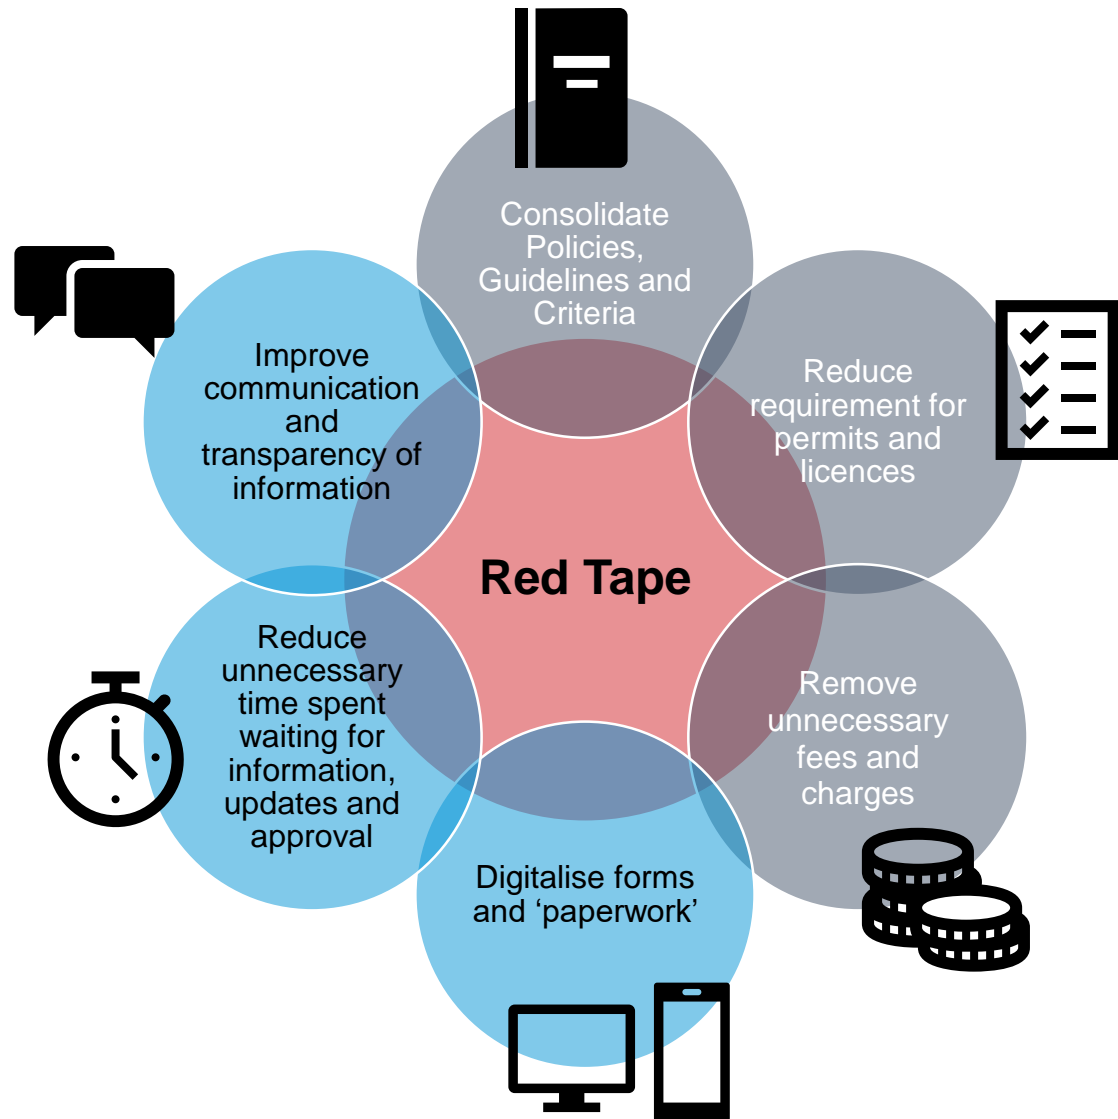 Consolidate
Policies,
Guidelines and
Criteria
Reduce
requirement for
permits and
licences
Remove
unnecessary
fees and
charges
Digitalise forms
and ‘paperwork’
Reduce
unnecessary
time spent
waiting for
information,
updates and
approval
Improve
communication
and
transparency of
information
Red Tape